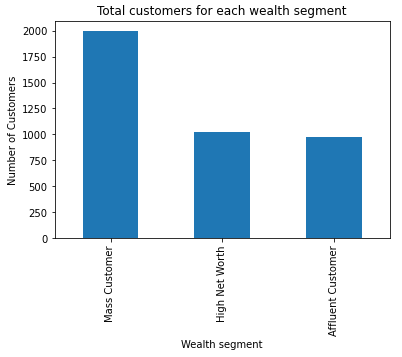 Total customers for each wealth segment
2000
1750
1500
1250
1000
750
500
250
0
Number of Customers
Mass Customer
High Net Worth
Affluent Customer
Wealth segment